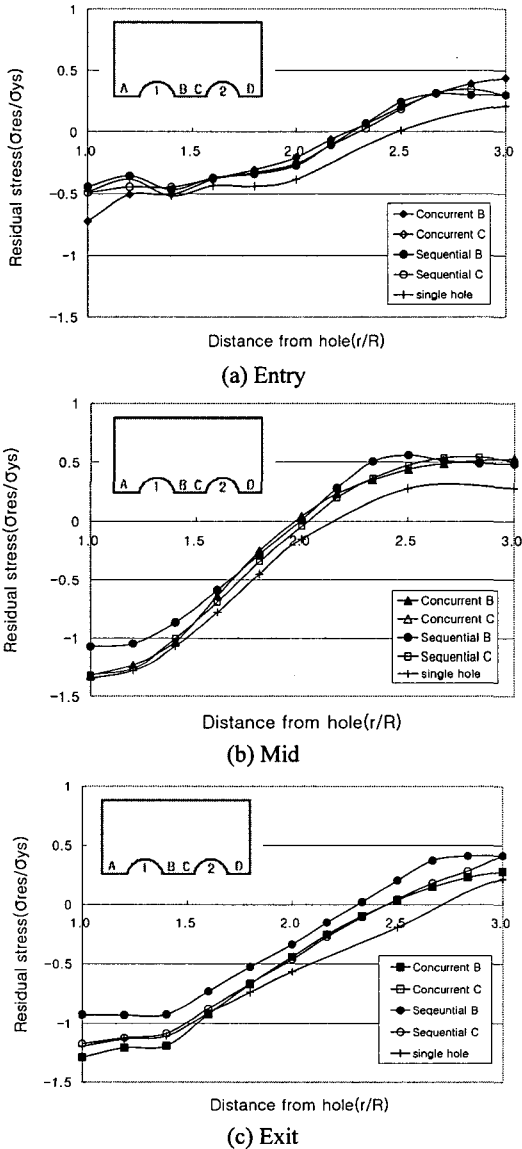 1
0.5
0
-0.5
-1
-1.5
Residual stress(σres/σys)
A 1 B C 2 D
1.0 1.5 2.0 2.5 3.0
Concurrent B
Concurrent C
Sequential B
Sequential C
single hole
Distance from hole(r/R)
(a) Entry
1
0.5
0
-0.5
-1
-1.5
Residual stress(σres/σys)
A 1 B C 2 D
1.0 1.5 2.0 2.5 3.0
Concurrent B
Concurrent C
Sequential B
Sequential C
single hole
Distance from hole(r/R)
(b) Mid
1
0.5
0
-0.5
-1
-1.5
Residual stress(σres/σys)
A 1 B C 2 D
1.0 1.5 2.0 2.5 3.0
Concurrent B
Concurrent C
Seqeuntial B
Sequential C
single hole
Distance from hole(r/R)
(c) Exit